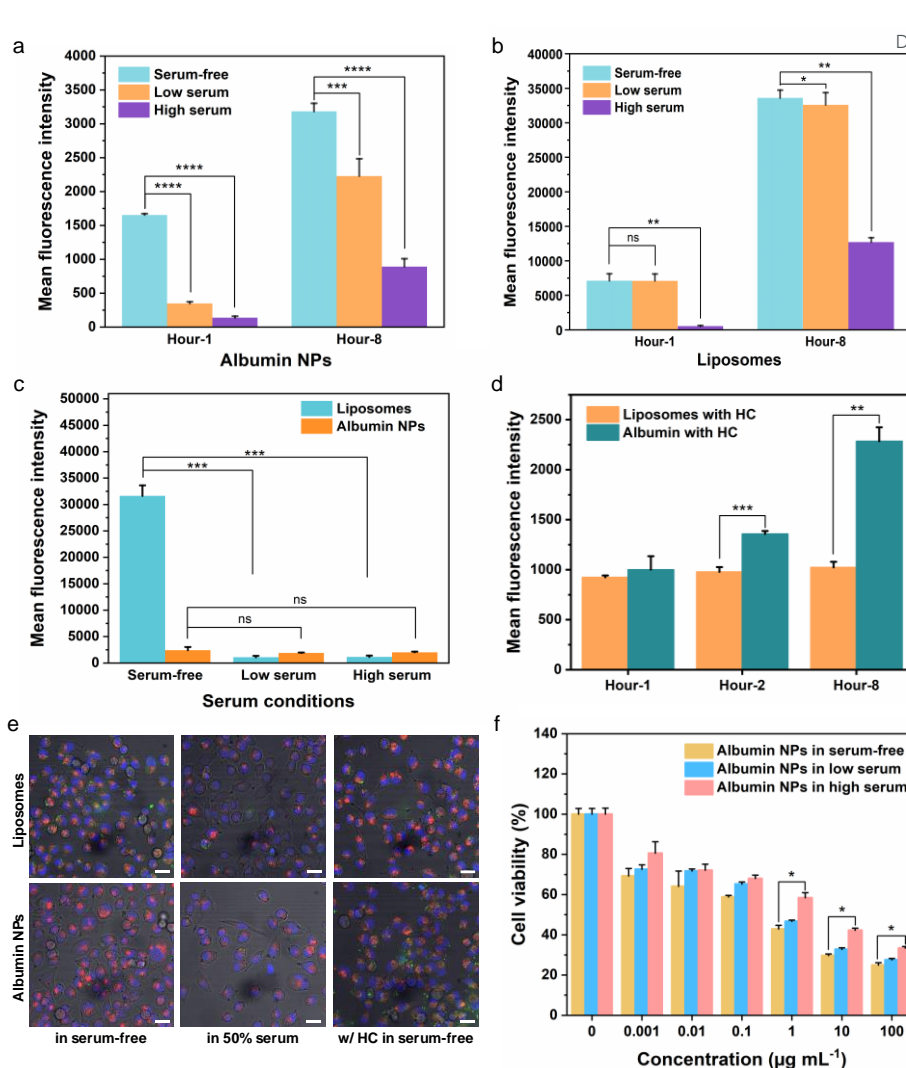 a
Mean fluorescence intensity
4000
3500
3000
2500
2000
1500
1000
500
0
Serum-free
Low serum
High serum
****
****
****
***
Hour-1
Hour-8
Albumin NPs
b
D
Mean fluorescence intensity
40000
35000
30000
25000
20000
15000
10000
5000
0
Serum-free
Low serum
High serum
**
ns
**
*
Hour-1
Hour-8
Liposomes
c
Mean fluorescence intensity
50000
45000
40000
35000
30000
25000
20000
15000
10000
5000
0
Liposomes
Albumin NPs
***
***
ns
ns
Serum-free
Low serum
High serum
Serum conditions
d
Mean fluorescence intensity
2500
2000
1500
1000
500
0
Liposomes with HC
Albumin with HC
***
**
Hour-1
Hour-2
Hour-8
e
Liposomes
Albumin NPs
in serum-free
in 50% serum
w/ HC in serum-free
f
Cell viability (%)
140
120
100
80
60
40
20
0
Albumin NPs in serum-free
Albumin NPs in low serum
Albumin NPs in high serum
*
*
*
0
0.001
0.01
0.1
1
10
100
Concentration (µg mL⁻¹)